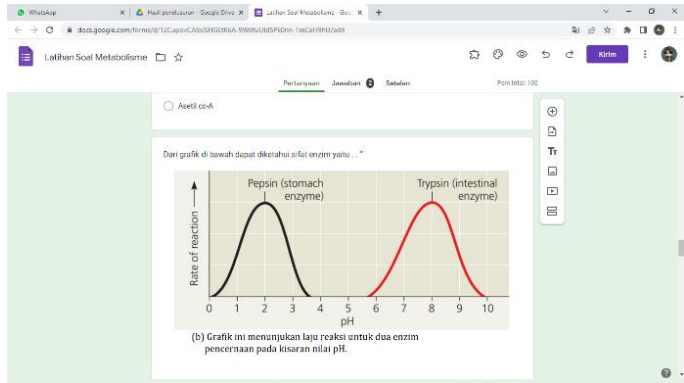 WhatsApp
Hasil penelusuran - Google Drive
Latihan Soal Metabolisme - Goo
Latihan Soal Metabolisme
Kirim
Pertanyaan Jawaban 2 Setelan
Poin total: 100
Asetil co-A
Dari grafik di bawah dapat diketahui sifat enzim yaitu . . *
Pepsin (stomach
enzyme)
Trypsin (intestinal
enzyme)
Rate of reaction
0 1 2 3 4 5 6 7 8 9 10
pH
(b) Grafik ini menunjukan laju reaksi untuk dua enzim
pencernaan pada kisaran nilai pH.